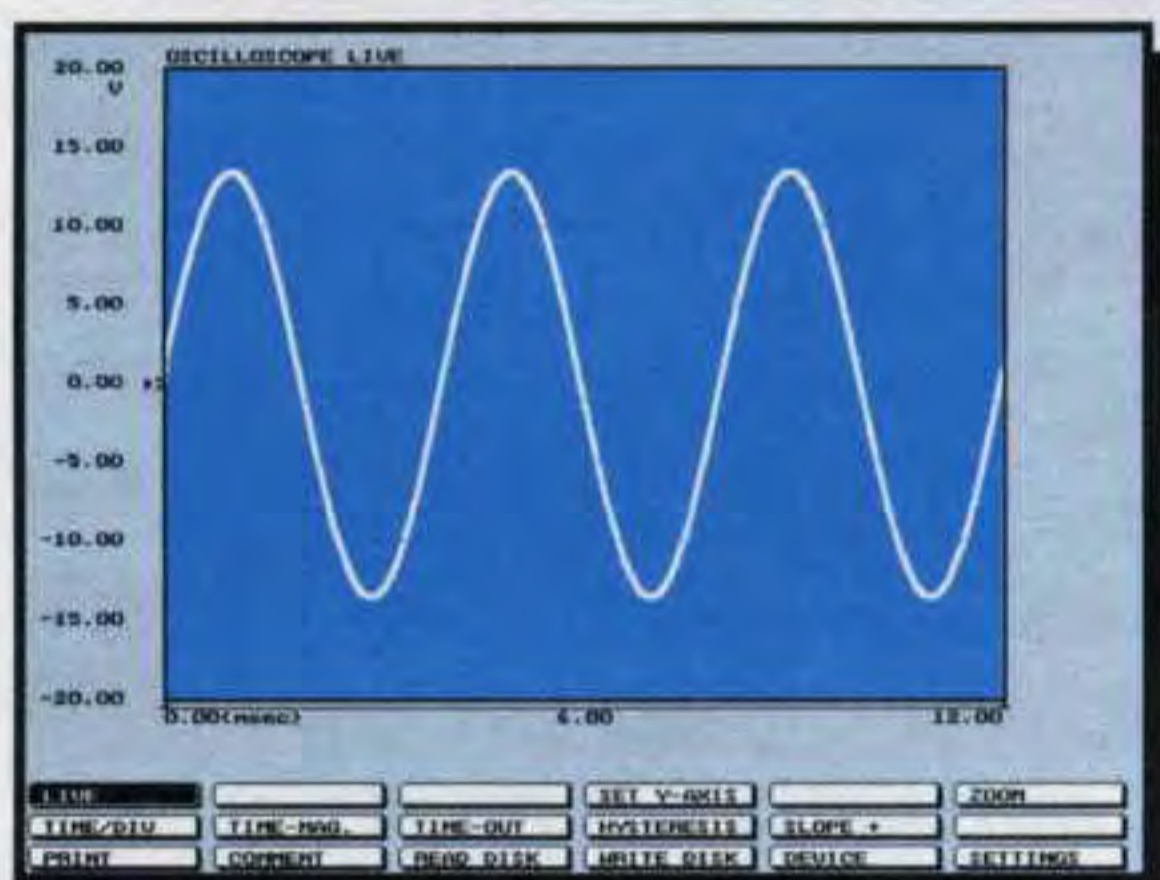 OSCILLOSCOPE LIVE
20.00
V
15.00
10.00
5.00
0.00
-5.00
-10.00
-15.00
-20.00
0.00(msec) 6.00 12.00
LIVE SET Y-AXIS ZOOM
TIME/DIV TIME-MAG. TIME-OUT HYSTERESIS SLOPE +
PRINT COMMENT READ DISK WRITE DISK DEVICE SETTINGS